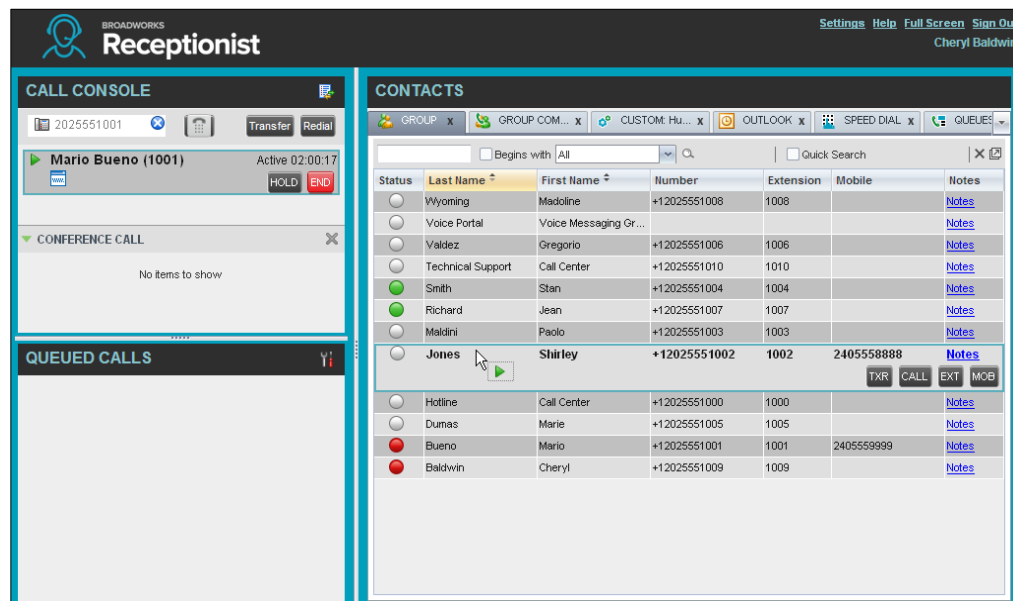 BROADWORKS
Receptionist
Settings Help Full Screen Sign Ou
Cheryl Baldwin
CALL CONSOLE
2025551001 Transfer Redial
Mario Bueno (1001) Active 02:00:17
www HOLD END
CONFERENCE CALL
No items to show
QUEUED CALLS
CONTACTS
GROUP x GROUP COM... x CUSTOM: Hu... x OUTLOOK x SPEED DIAL x QUEUES
Begins with All Quick Search
Status Last Name First Name Number Extension Mobile Notes
Wyoming Madoline +12025551008 1008 Notes
Voice Portal Voice Messaging Gr... Notes
Valdez Gregorio +12025551006 1006 Notes
Technical Support Call Center +12025551010 1010 Notes
Smith Stan +12025551004 1004 Notes
Richard Jean +12025551007 1007 Notes
Maldini Paolo +12025551003 1003 Notes
Jones Shirley +12025551002 1002 2405558888 Notes
TXR CALL EXT MOB
Hotline Call Center +12025551000 1000 Notes
Dumas Marie +12025551005 1005 Notes
Bueno Mario +12025551001 1001 2405559999 Notes
Baldwin Cheryl +12025551009 1009 Notes